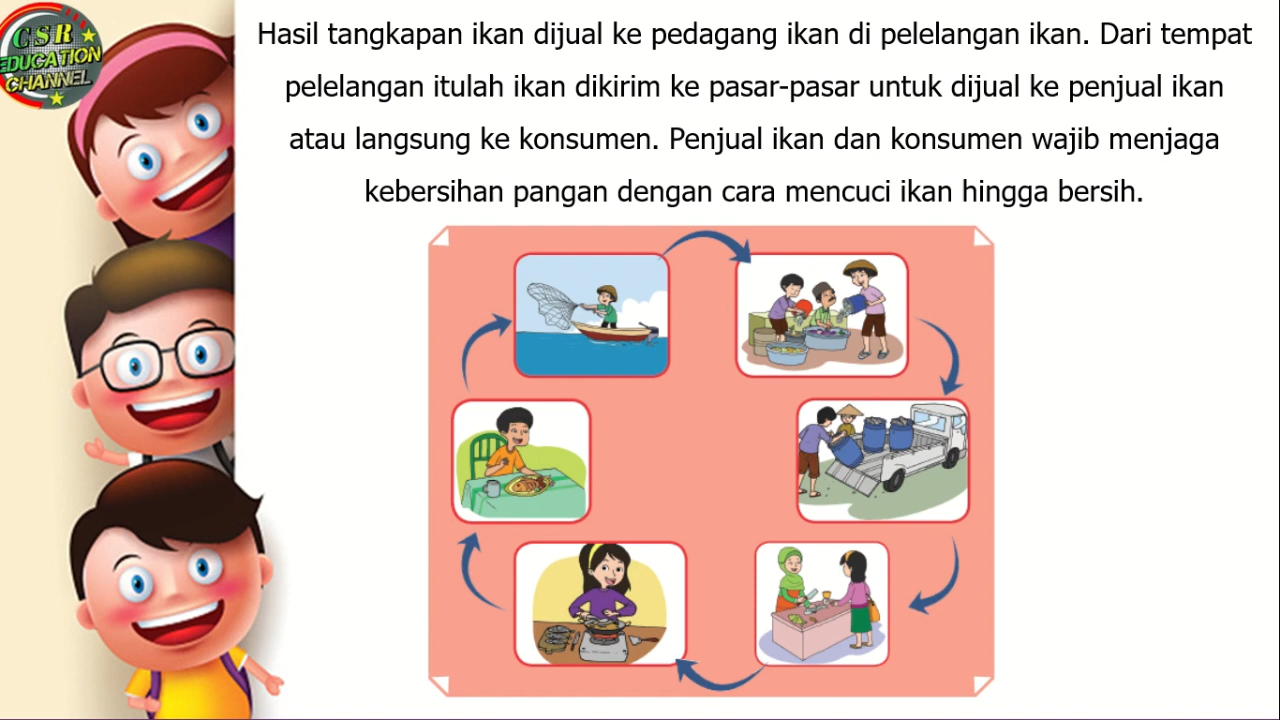 CSR
EDUCATION
CHANNEL
Hasil tangkapan ikan dijual ke pedagang ikan di pelelangan ikan. Dari tempat
pelelangan itulah ikan dikirim ke pasar-pasar untuk dijual ke penjual ikan
atau langsung ke konsumen. Penjual ikan dan konsumen wajib menjaga
kebersihan pangan dengan cara mencuci ikan hingga bersih.